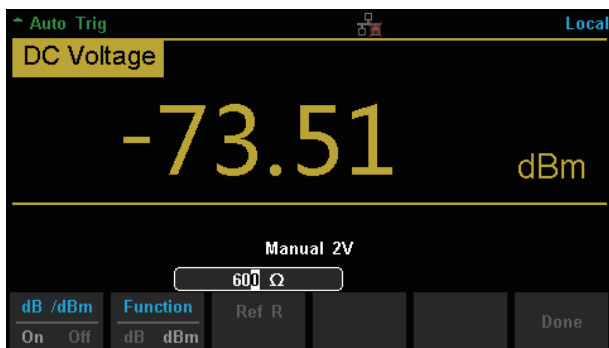 Auto Trig Local
DC Voltage
-73.51 dBm
Manual 2V
600 Ω
dB /dBm Function Ref R Done
On Off dB dBm